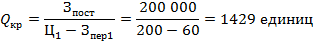 Qкр = Зпост / (Ц1 − Зпер1) = 200 000 / (200 − 60) = 1429 единиц